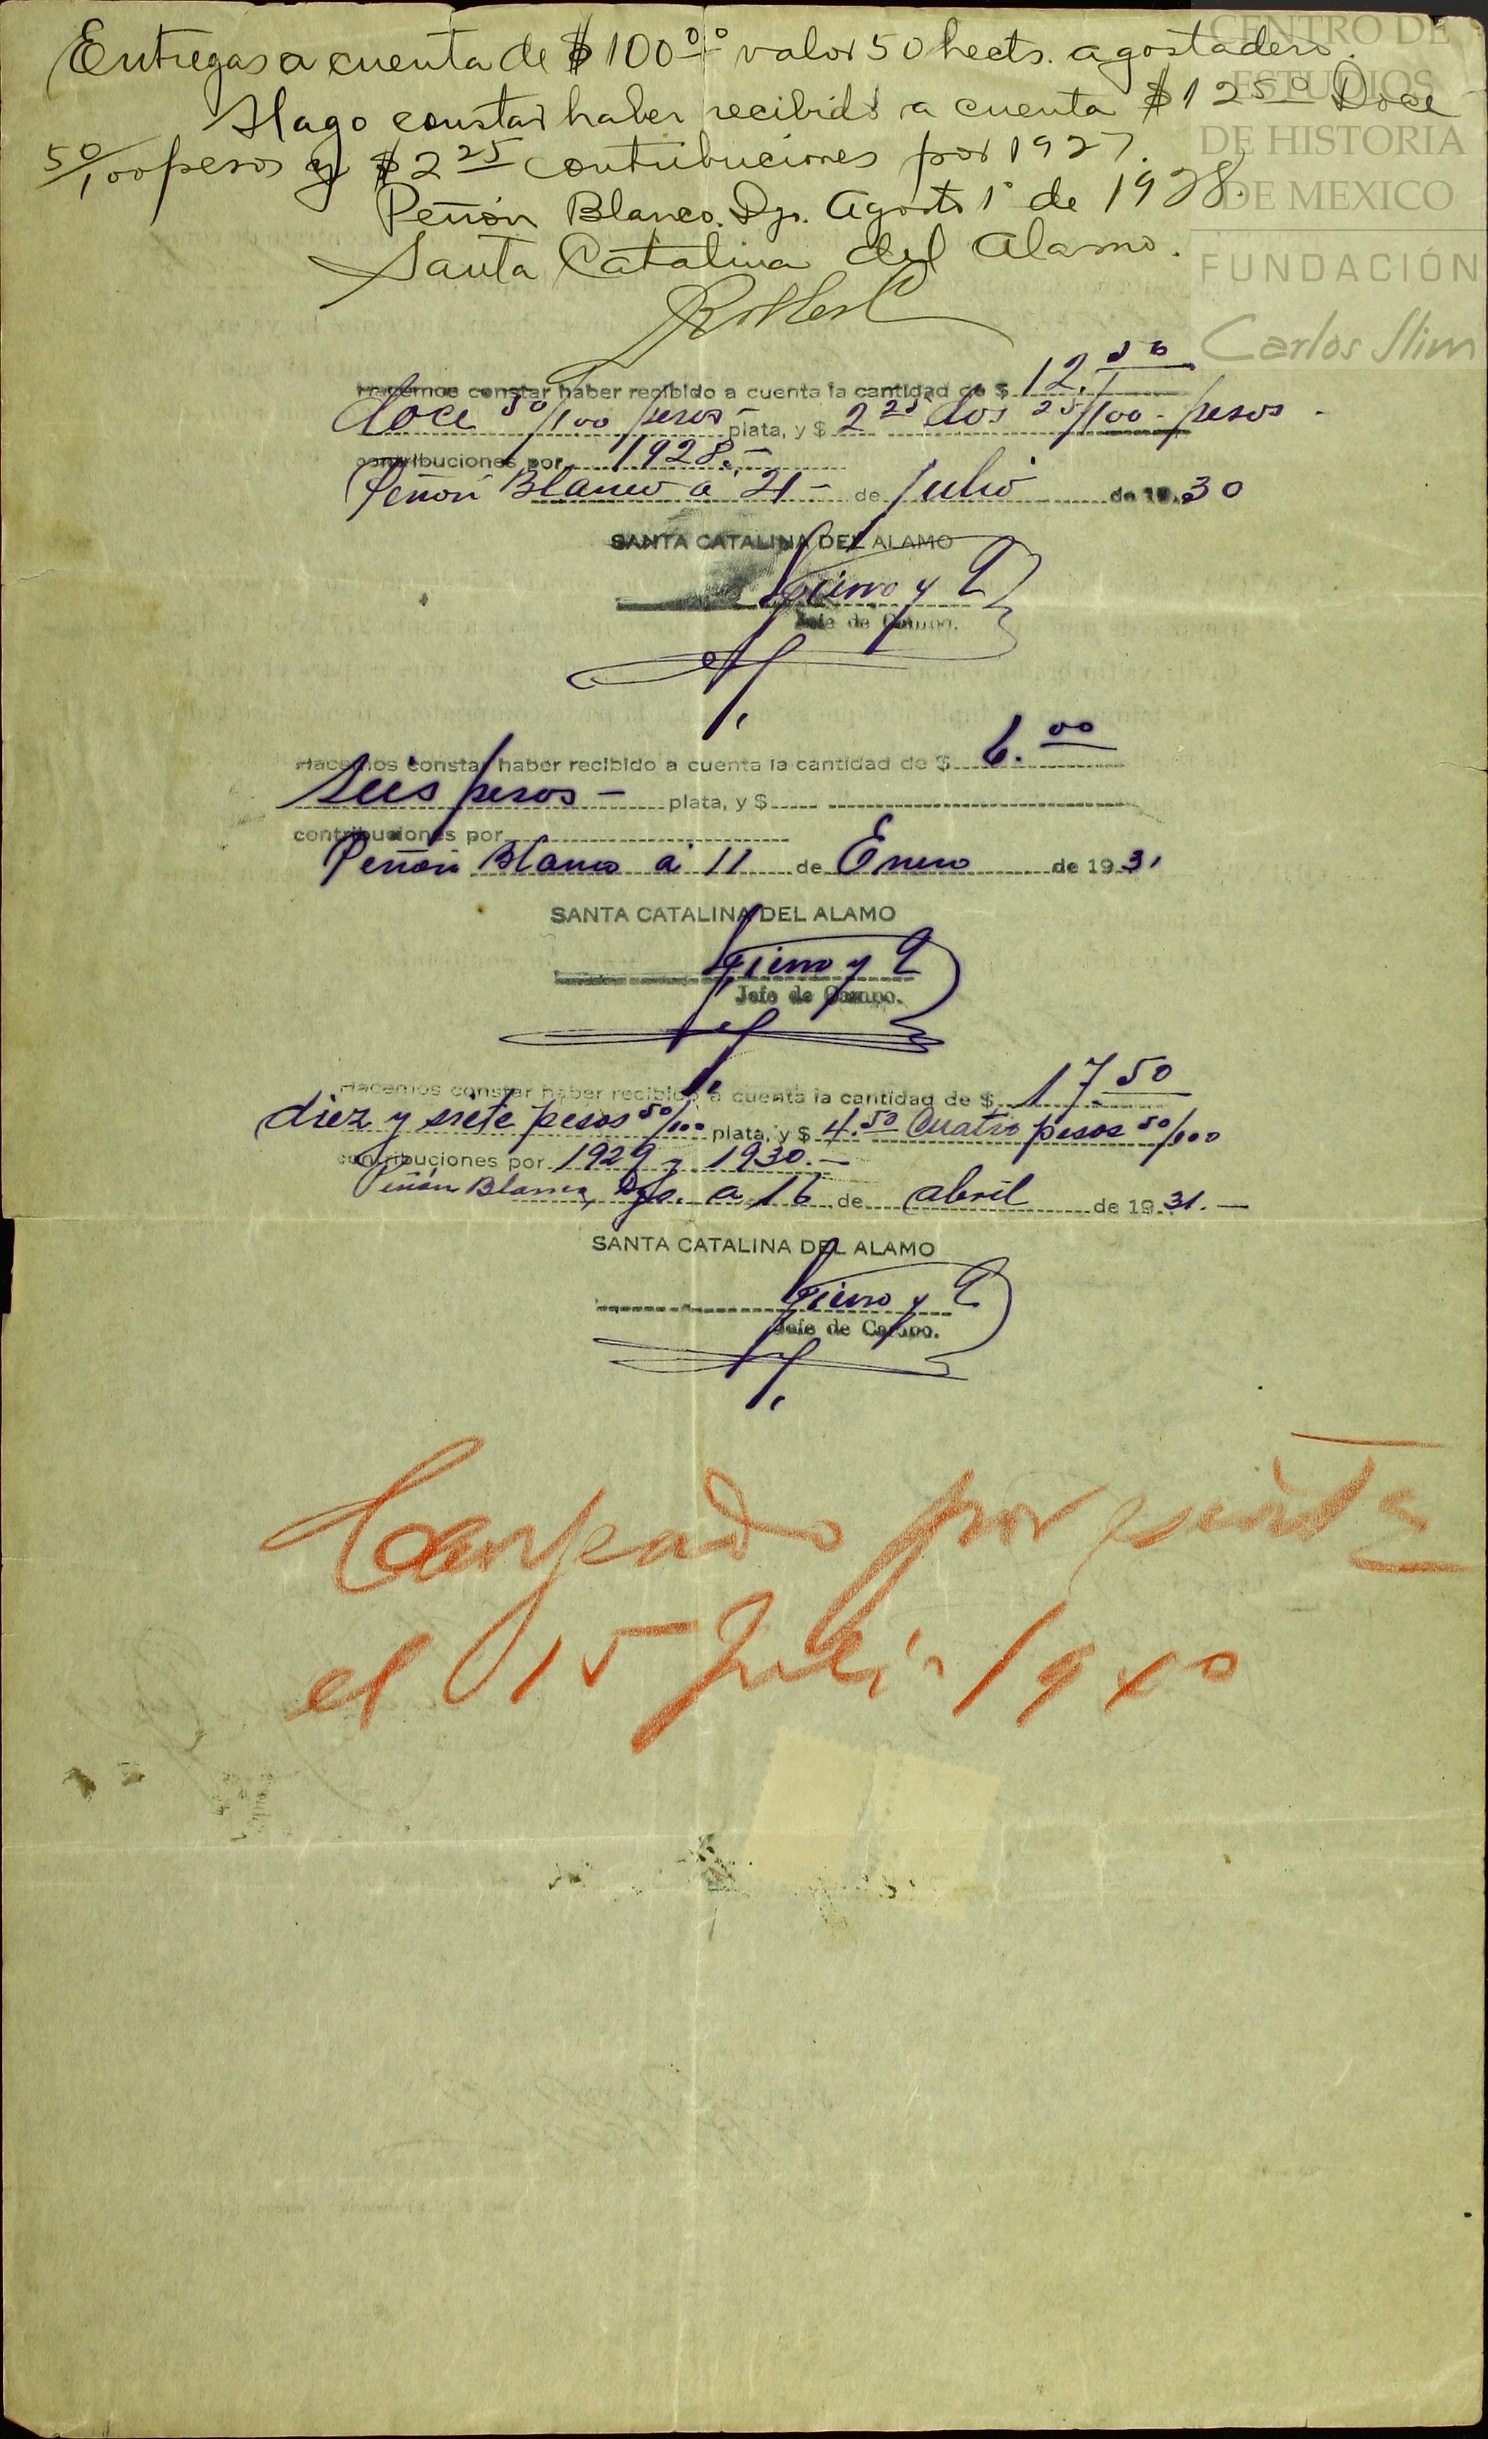 Entregas a cuenta de $100.00 valor 50 hects. agostadero.
Hago constar haber recibido a cuenta $12 50 Doce
50/100 pesos y $2 25 contribuciones por 1927.
Peñón Blanco. Dgo. Agosto 1° de 1928.
Santa Catalina del Alamo.
Hacemos constar haber recibido a cuenta la cantidad de $ 12. 50
doce 50/100 pesos - plata, y $ 2 25 dos 25/100 - pesos -
contribuciones por 1928. -
Peñon Blanco a 21 - de Julio de 19 30
SANTA CATALINA DEL ALAMO
Jefe de Campo.
Hacemos constar haber recibido a cuenta la cantidad de $ 6. 00
Seis pesos - plata, y $
contribuciones por
Peñón Blanco a 11 de Enero de 19 31
SANTA CATALINA DEL ALAMO
Jefe de Campo.
Hacemos constar haber recibido a cuenta la cantidad de $ 17 50
diez y siete pesos 50/100 plata, y $ 4. 50 Cuatro pesos 50/100
contribuciones por 1929 y 1930. -
Peñón Blanco, Dgo. a 16 de abril de 19 31. -
SANTA CATALINA DEL ALAMO
Jefe de Campo.
Canjeado por
el 15 Julio 1940
CENTRO DE
ESTUDIOS
DE HISTORIA
DE MEXICO
FUNDACIÓN
Carlos Slim